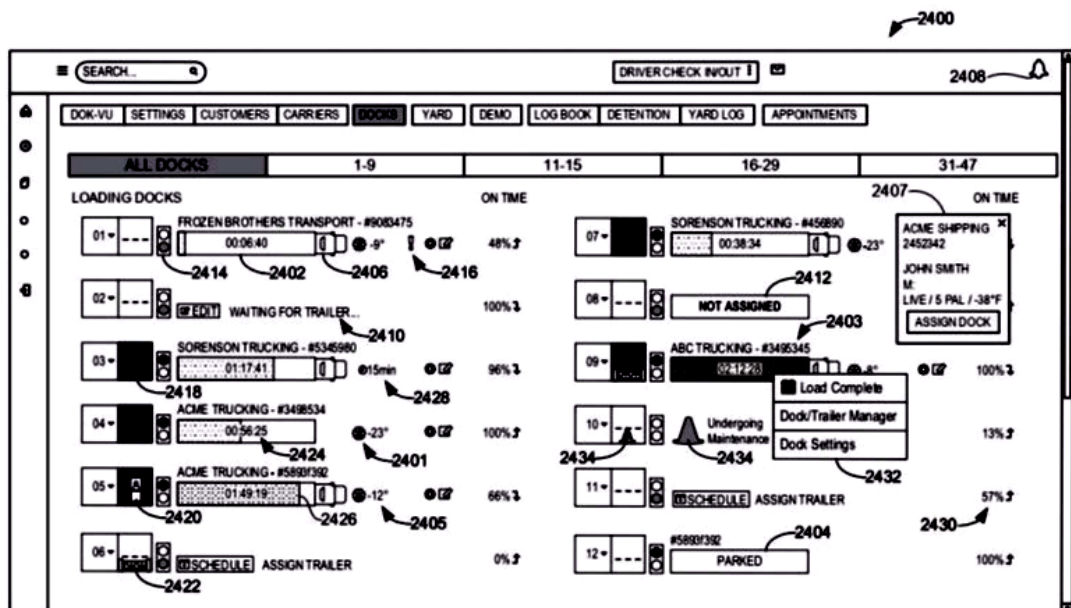 2400
SEARCH...
DRIVER CHECK IN/OUT
2408
DOK-VU SETTINGS CUSTOMERS CARRIERS DOCKS YARD DEMO LOG BOOK DETENTION YARD LOG APPOINTMENTS
ALL DOCKS 1-9 11-15 16-29 31-47
LOADING DOCKS ON TIME
01 FROZEN BROTHERS TRANSPORT - #9083475
00:06:40 -9° 48%
2414 2402 2406 2416
02 EDIT WAITING FOR TRAILER... 100%
2410
03 SORENSON TRUCKING - #5345980
01:17:41 15min 96%
2418 2428
04 ACME TRUCKING - #3498534
00:56:25 -23° 100%
2424 2401
05 ACME TRUCKING - #5893f392
01:49:19 -12° 66%
2420 2426 2405
06 SCHEDULE ASSIGN TRAILER 0%
2422
2407 ON TIME
07 SORENSON TRUCKING - #456890
00:38:34 -23°
2412
ACME SHIPPING
2452342
JOHN SMITH
M:
LIVE / 5 PAL / -38°F
ASSIGN DOCK
08 NOT ASSIGNED
2403
09 ABC TRUCKING - #3495345
02:12:28 -8° 100%
Load Complete
Dock/Trailer Manager
Dock Settings
2432
10 Undergoing
Maintenance 13%
2434 2434
11 SCHEDULE ASSIGN TRAILER 57%
2430
2404
12 #5893f392
PARKED 100%